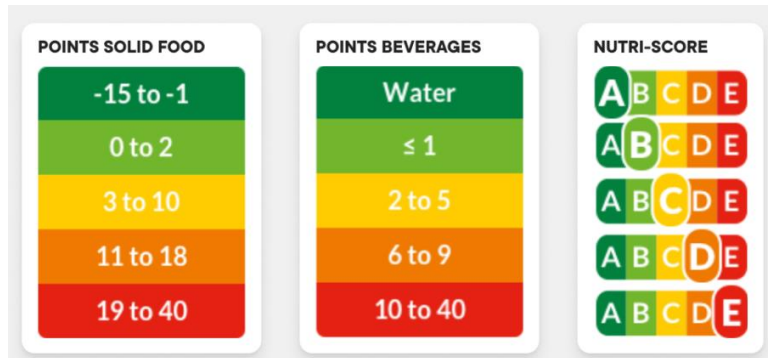 POINTS SOLID FOOD
-15 to -1
0 to 2
3 to 10
11 to 18
19 to 40
POINTS BEVERAGES
Water
≤ 1
2 to 5
6 to 9
10 to 40
NUTRI-SCORE
A B C D E
A B C D E
A B C D E
A B C D E
A B C D E